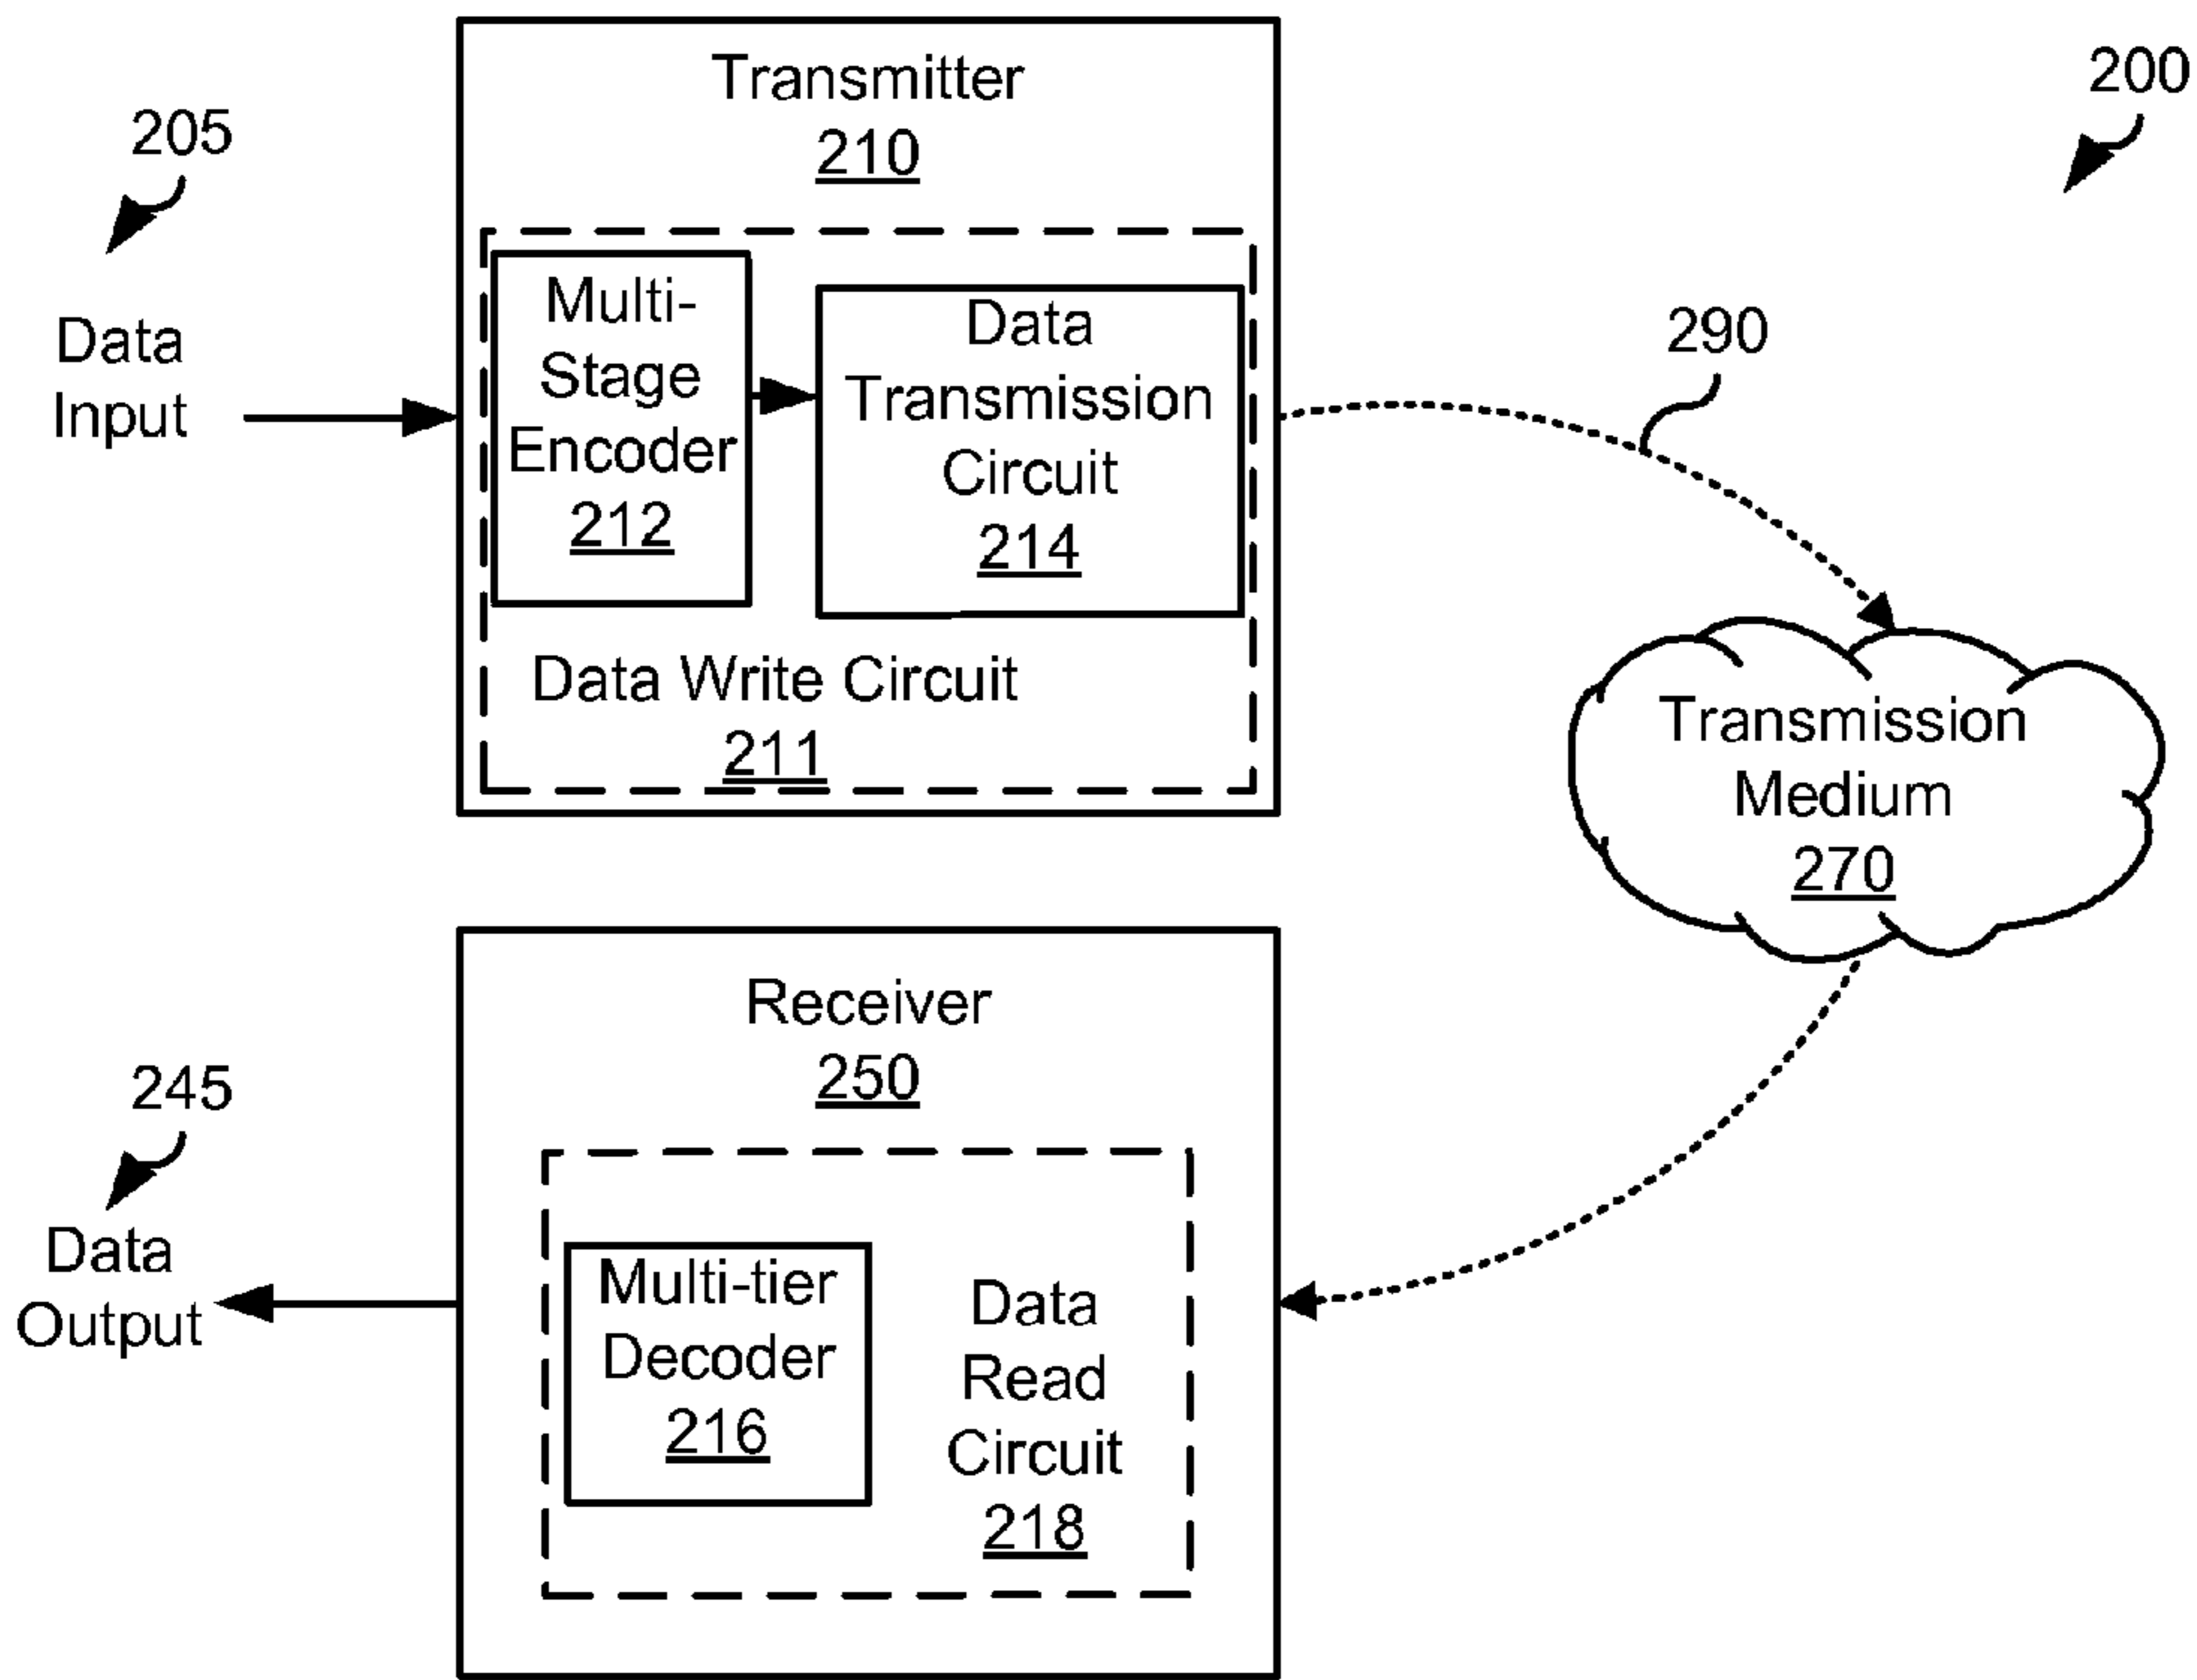 200
205
Data
Input
Transmitter
210
Multi-
Stage
Encoder
212
Data
Transmission
Circuit
214
Data Write Circuit
211
290
Transmission
Medium
270
Receiver
250
Multi-tier
Decoder
216
Data
Read
Circuit
218
245
Data
Output